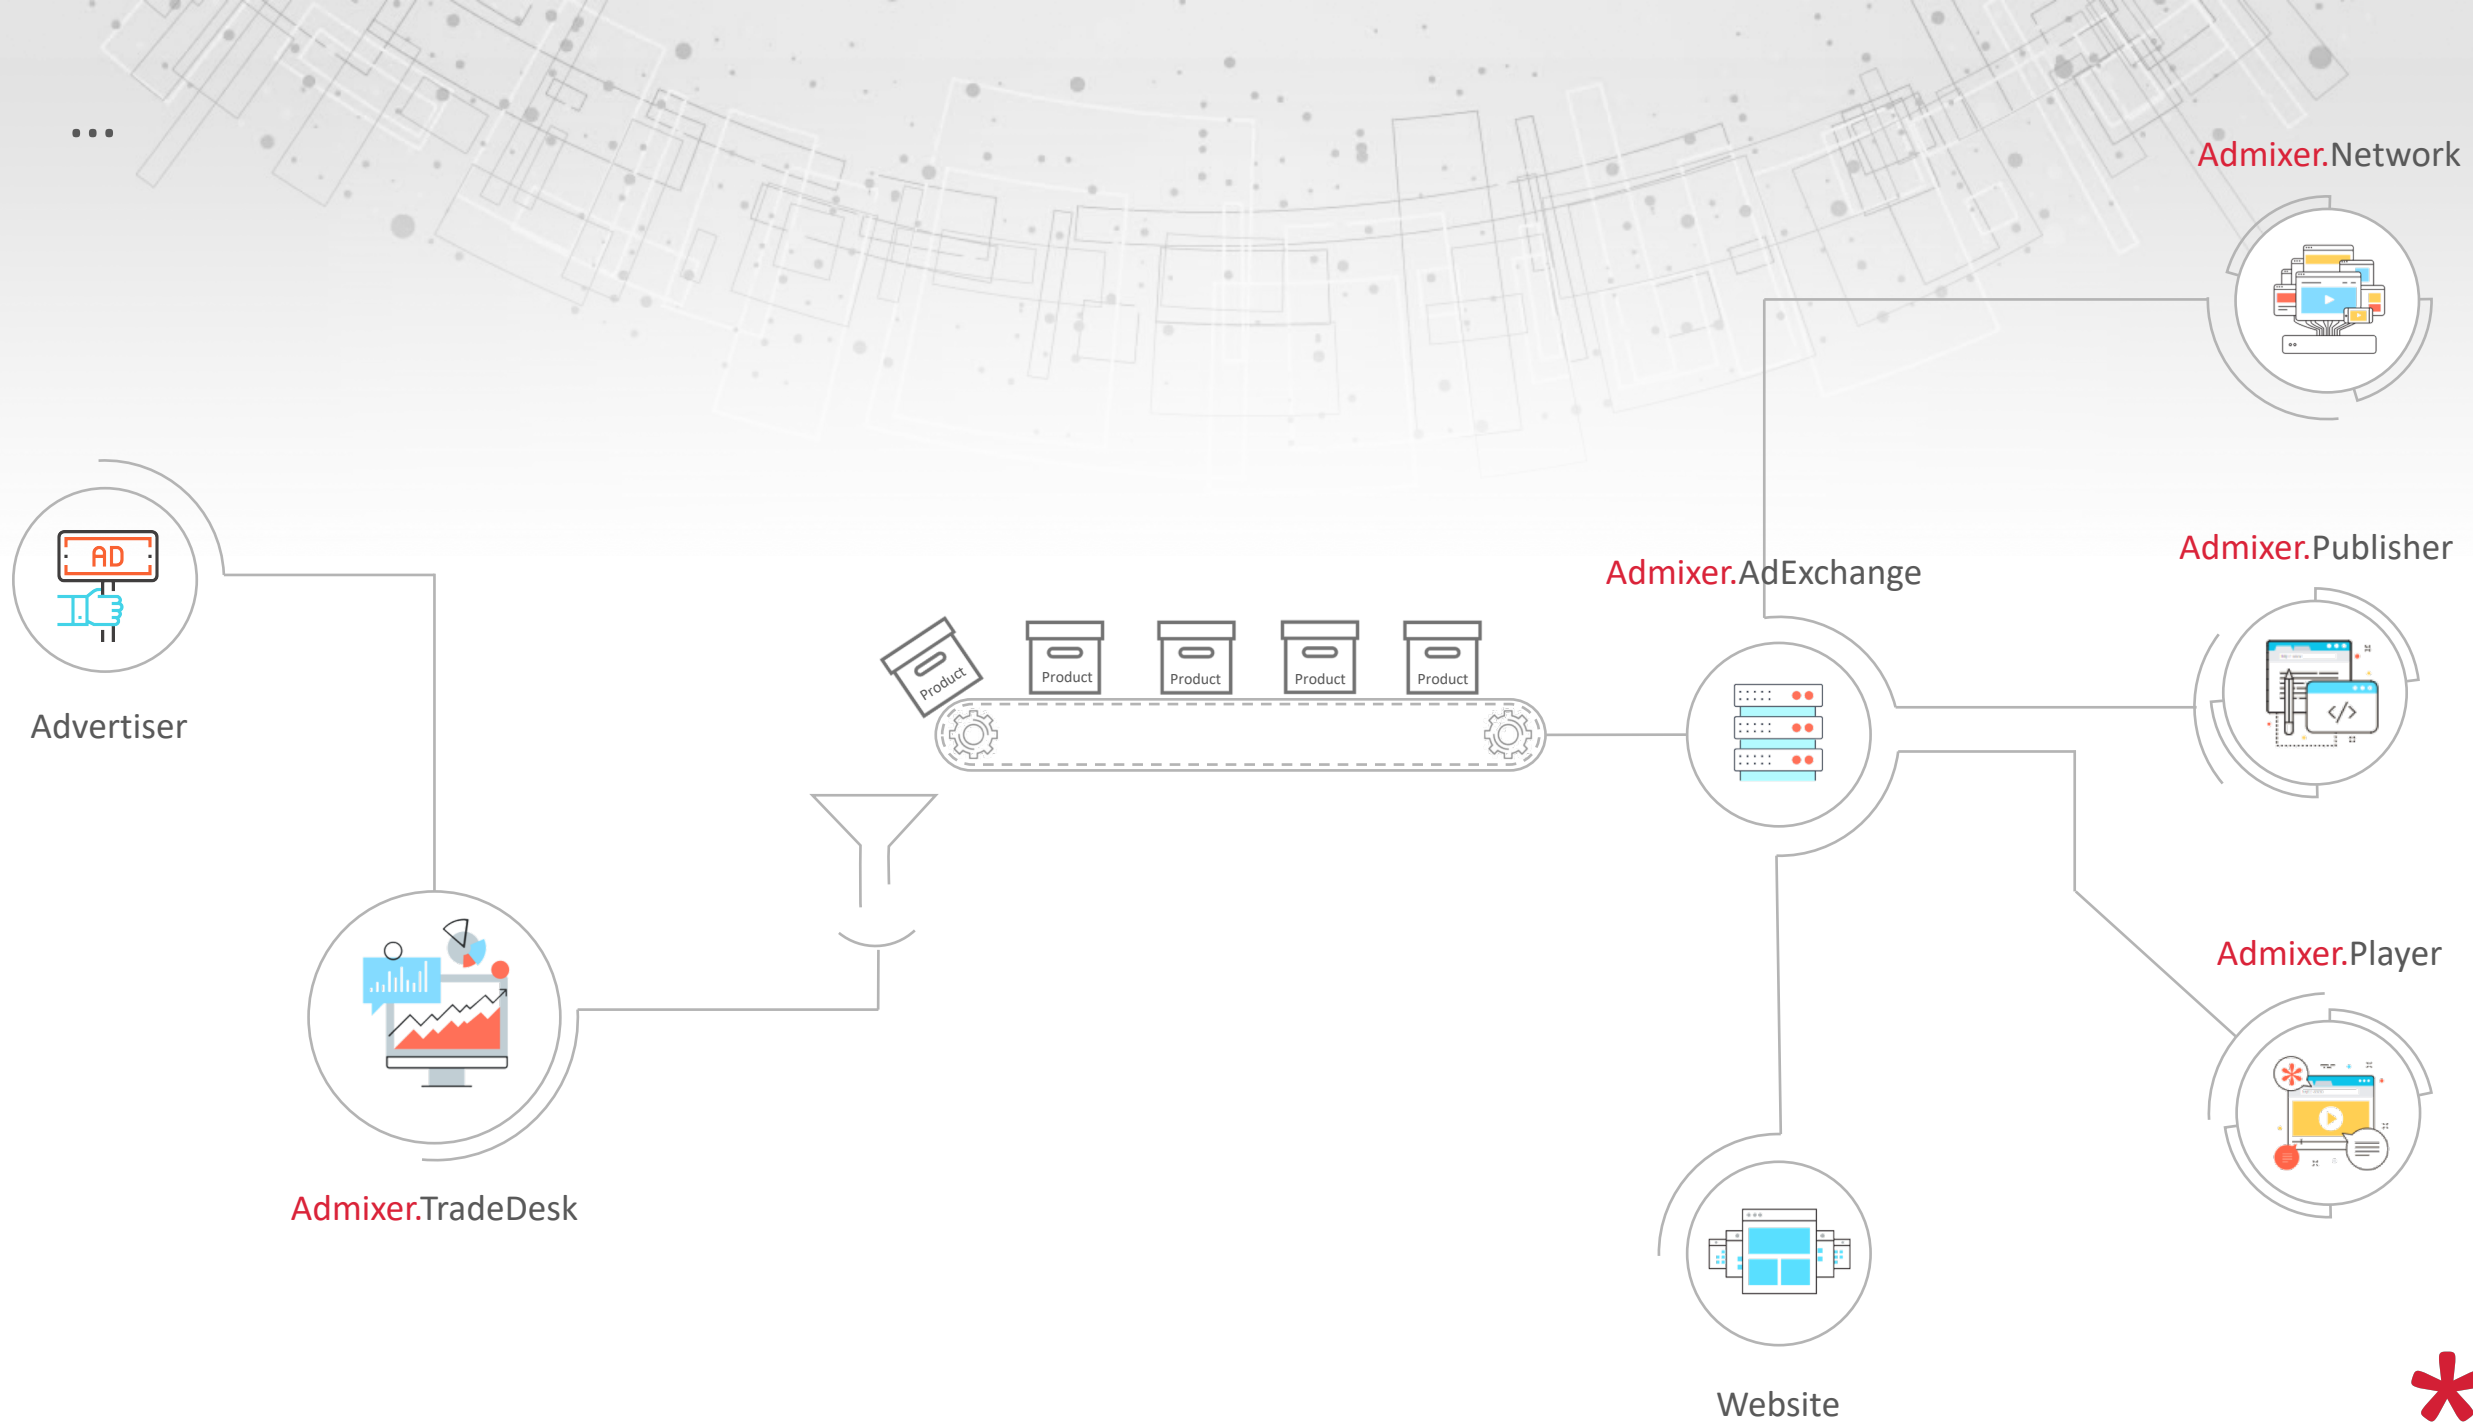 ...
Admixer.Network
Admixer.Publisher
Admixer.AdExchange
AD
Product
Product
Product
Product
Product
Advertiser
</>
Admixer.Player
Admixer.TradeDesk
Website